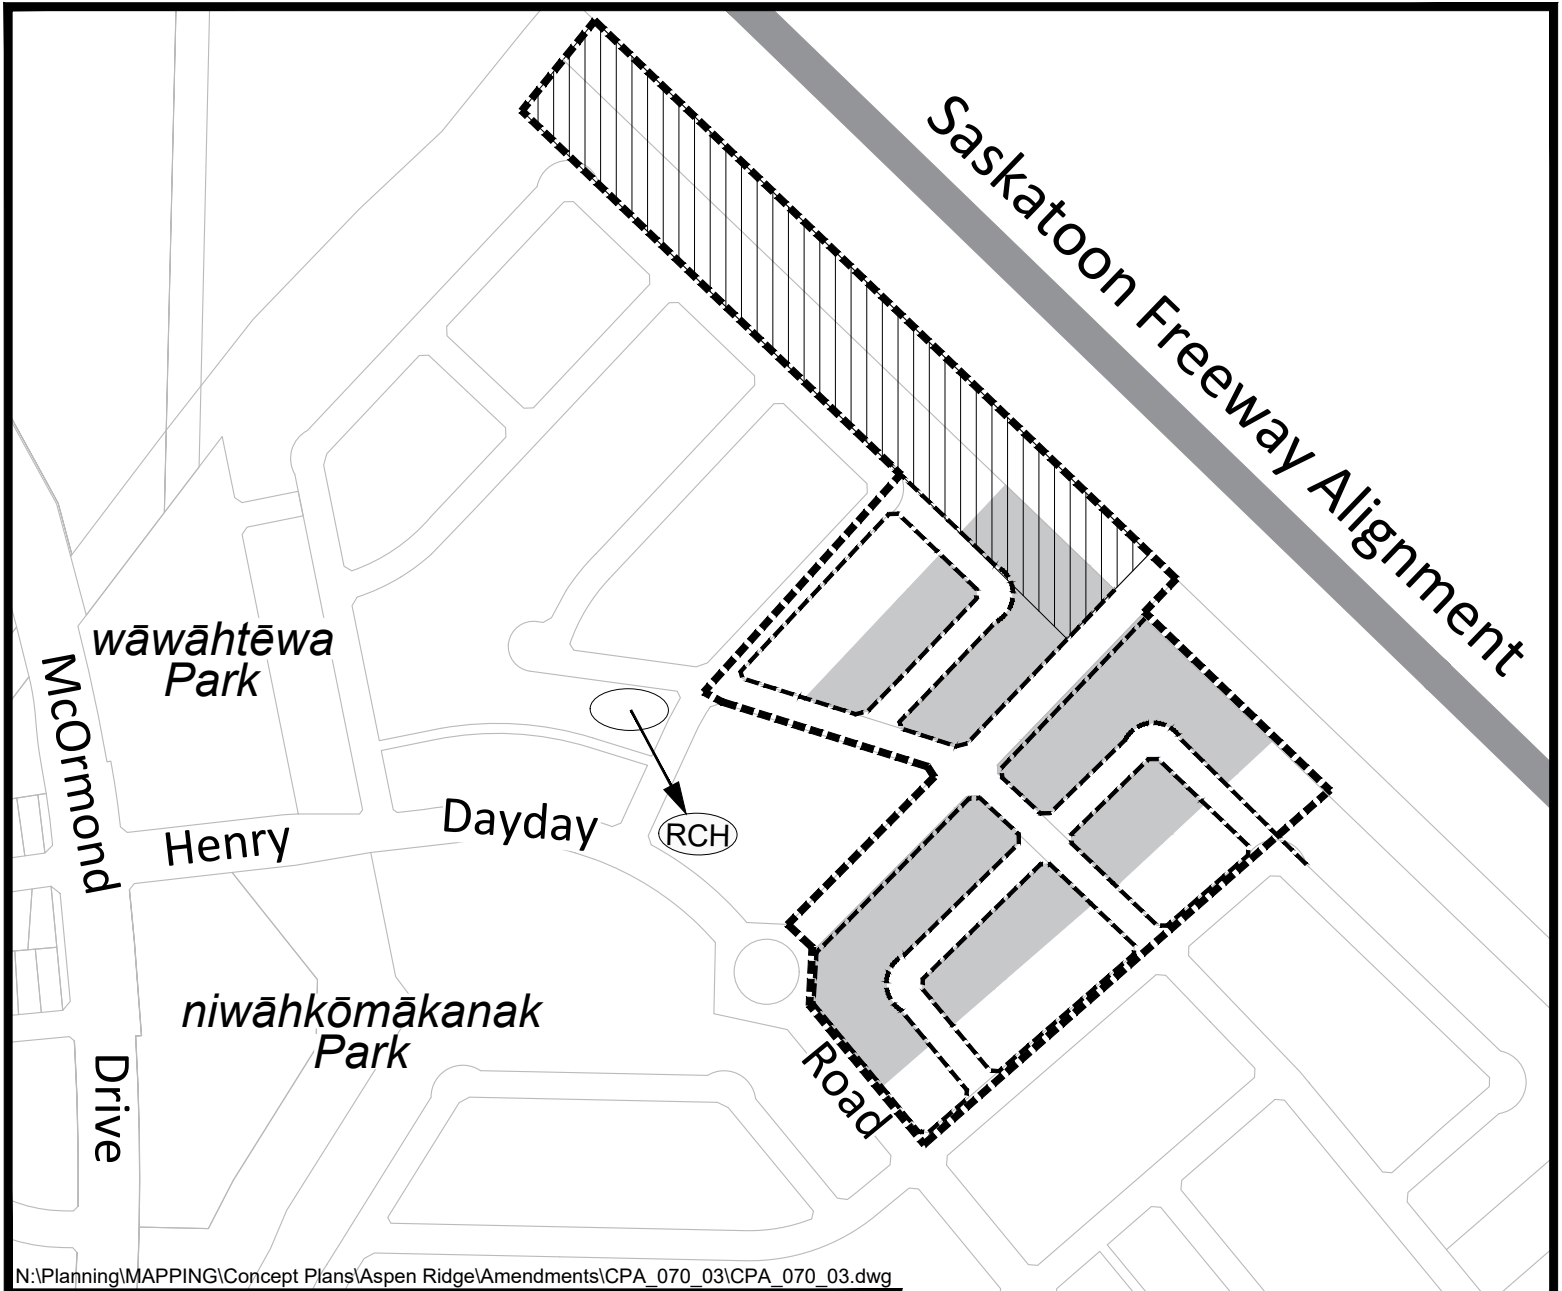 Saskatoon Freeway Alignment
wāwāhtēwa
Park
McOrmond
Drive
Henry
Dayday
Road
RCH
niwāhkōmākanak
Park
N:\Planning\MAPPING\Concept Plans\Aspen Ridge\Amendments\CPA_070_03\CPA_070_03.dwg